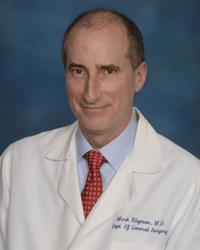 Mark Kligman, M.D.
Dept. Of General Surgery